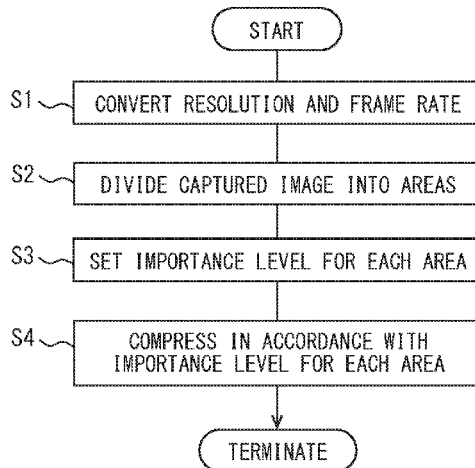 START
S1 CONVERT RESOLUTION AND FRAME RATE
S2 DIVIDE CAPTURED IMAGE INTO AREAS
S3 SET IMPORTANCE LEVEL FOR EACH AREA
S4 COMPRESS IN ACCORDANCE WITH
IMPORTANCE LEVEL FOR EACH AREA
TERMINATE